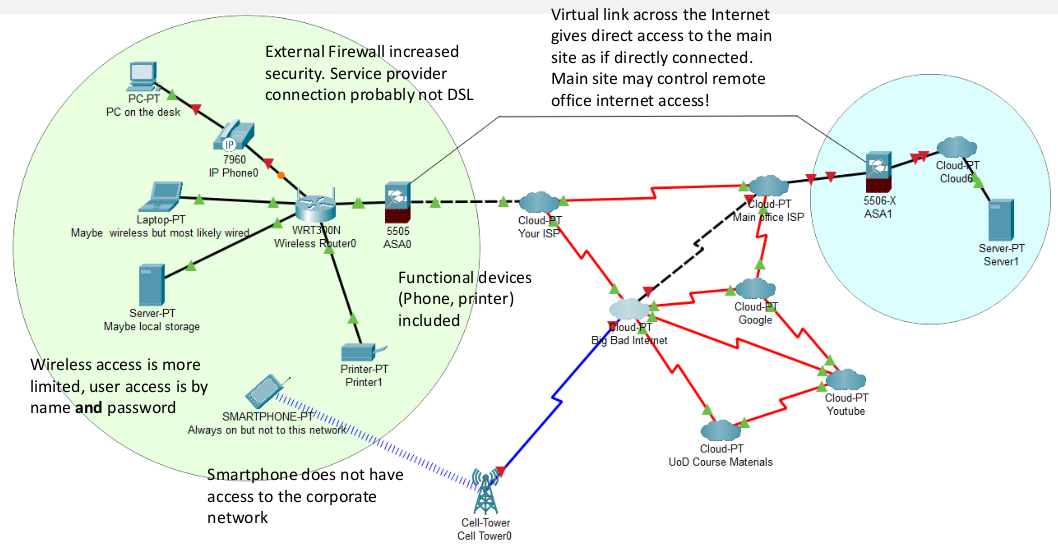 Virtual link across the Internet
gives direct access to the main
site as if directly connected.
Main site may control remote
office internet access!
External Firewall increased
security. Service provider
connection probably not DSL
PC-PT
PC on the desk
IP
7960
IP Phone0
Laptop-PT
Maybe wireless but most likely wired
WRT300N
Wireless Router0
5505
ASA0
Cloud-PT
Your ISP
Cloud-PT
Main office ISP
5506-X
ASA1
Cloud-PT
Cloud6
Server-PT
Server1
Server-PT
Maybe local storage
Functional devices
(Phone, printer)
included
Cloud-PT
Big Bad Internet
Cloud-PT
Google
Printer-PT
Printer1
Wireless access is more
limited, user access is by
name and password
SMARTPHONE-PT
Always on but not to this network
Cloud-PT
Youtube
Cloud-PT
UoD Course Materials
Smartphone does not have
access to the corporate
network
Cell-Tower
Cell Tower0